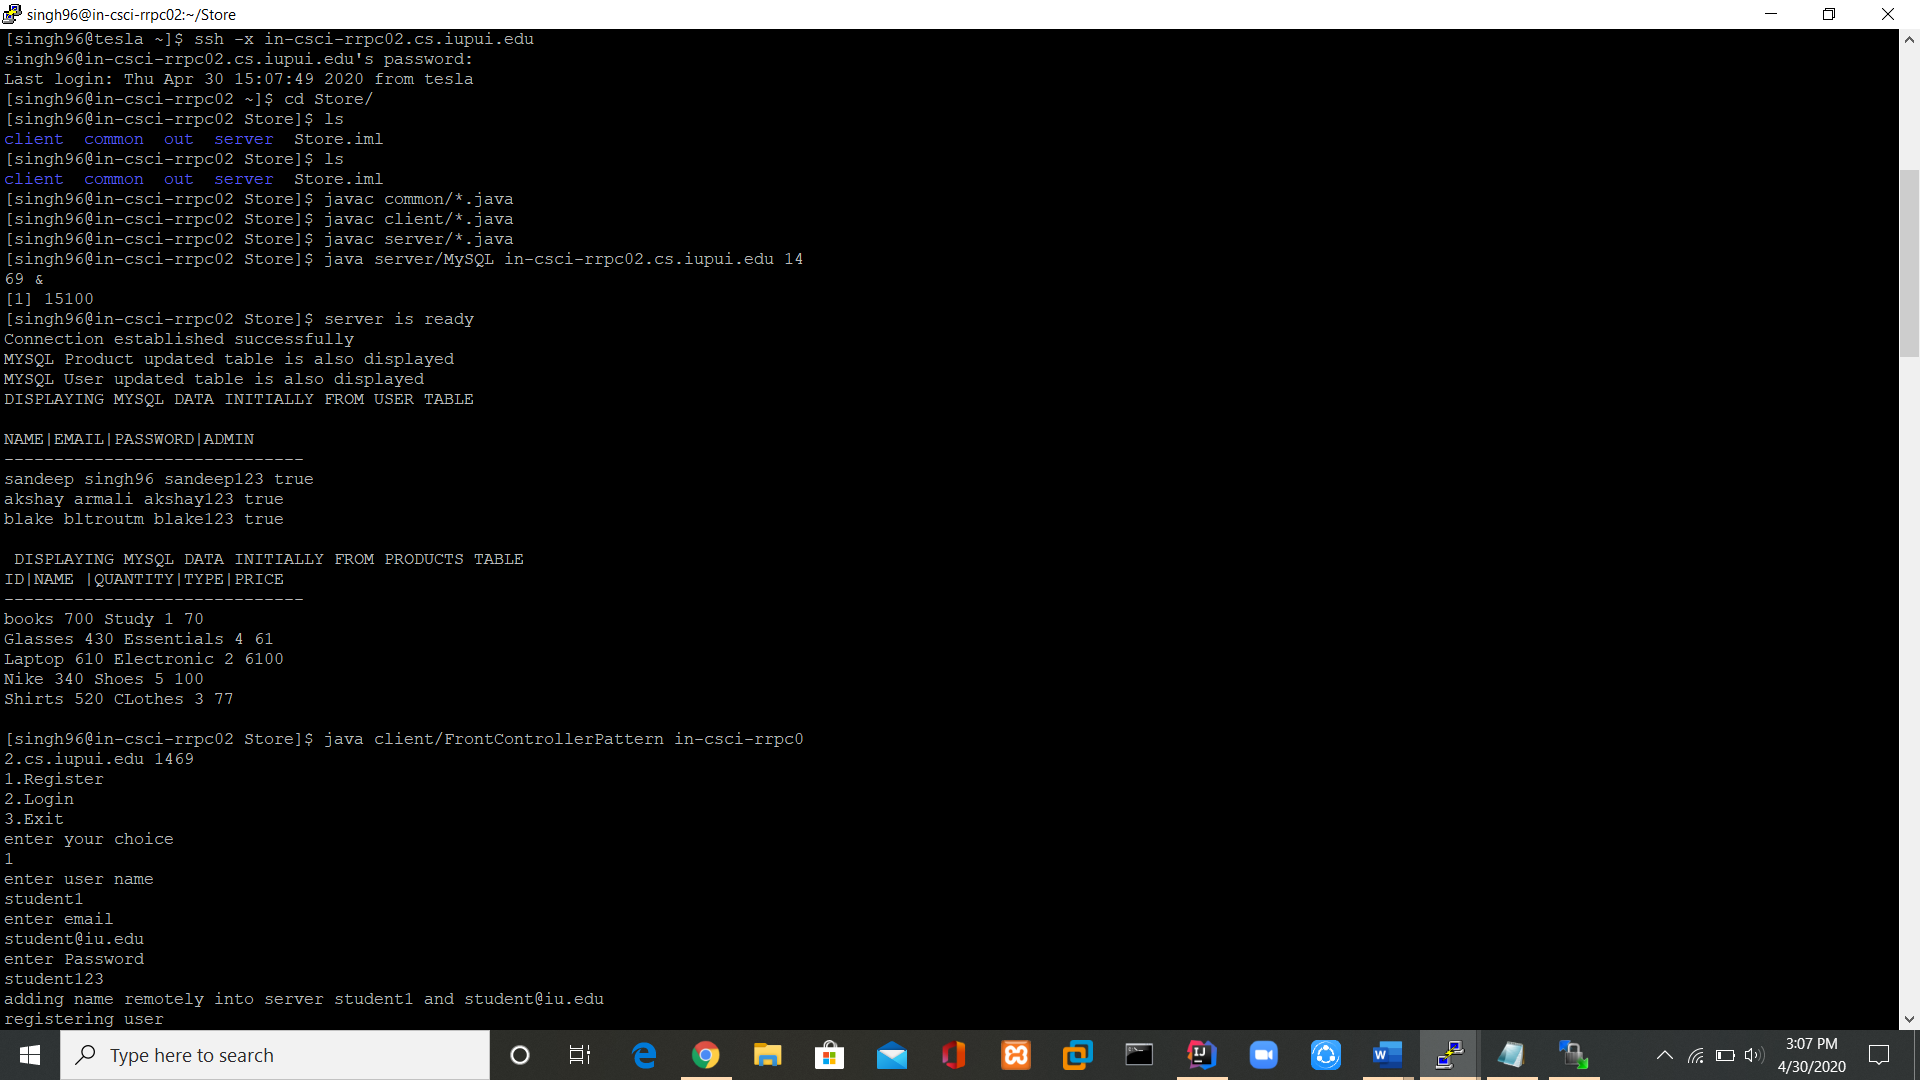 singh96@in-csci-rrpc02:~/Store
[singh96@tesla ~]$ ssh -x in-csci-rrpc02.cs.iupui.edu
singh96@in-csci-rrpc02.cs.iupui.edu's password:
Last login: Thu Apr 30 15:07:49 2020 from tesla
[singh96@in-csci-rrpc02 ~]$ cd Store/
[singh96@in-csci-rrpc02 Store]$ ls
client  common  out  server  Store.iml
[singh96@in-csci-rrpc02 Store]$ ls
client  common  out  server  Store.iml
[singh96@in-csci-rrpc02 Store]$ javac common/*.java
[singh96@in-csci-rrpc02 Store]$ javac client/*.java
[singh96@in-csci-rrpc02 Store]$ javac server/*.java
[singh96@in-csci-rrpc02 Store]$ java server/MySQL in-csci-rrpc02.cs.iupui.edu 14
69 &
[1] 15100
[singh96@in-csci-rrpc02 Store]$ server is ready
Connection established successfully
MYSQL Product updated table is also displayed
MYSQL User updated table is also displayed
DISPLAYING MYSQL DATA INITIALLY FROM USER TABLE
NAME|EMAIL|PASSWORD|ADMIN
------------------------------
sandeep singh96 sandeep123 true
akshay armali akshay123 true
blake bltroutm blake123 true
DISPLAYING MYSQL DATA INITIALLY FROM PRODUCTS TABLE
ID|NAME |QUANTITY|TYPE|PRICE
------------------------------
books 700 Study 1 70
Glasses 430 Essentials 4 61
Laptop 610 Electronic 2 6100
Nike 340 Shoes 5 100
Shirts 520 CLothes 3 77
[singh96@in-csci-rrpc02 Store]$ java client/FrontControllerPattern in-csci-rrpc0
2.cs.iupui.edu 1469
1.Register
2.Login
3.Exit
enter your choice
1
enter user name
student1
enter email
student@iu.edu
enter Password
student123
adding name remotely into server student1 and student@iu.edu
registering user
Type here to search
3:07 PM
4/30/2020